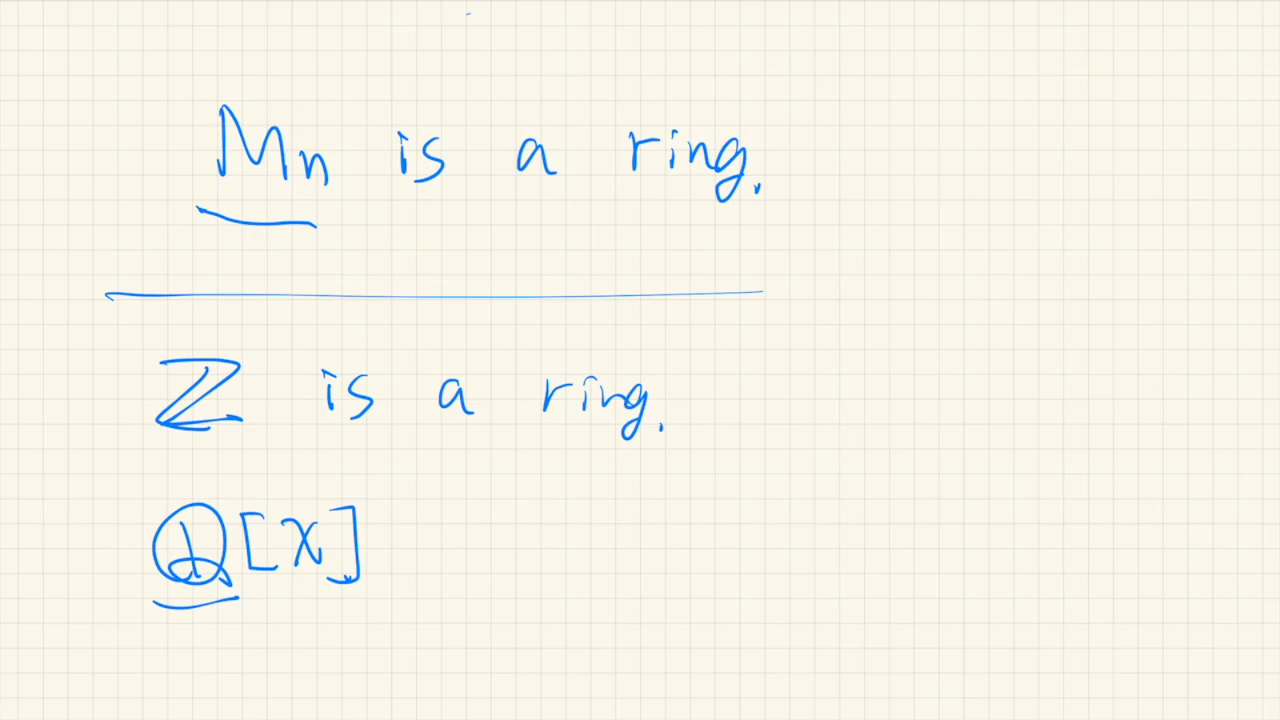 Mn is a ring.
ℤ is a ring.
ℚ[x]